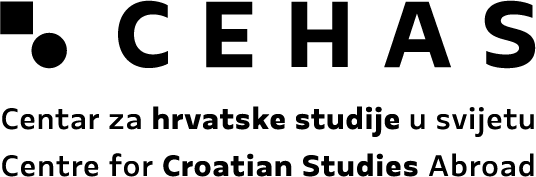 CEHAS
Centar za hrvatske studije u svijetu
Centre for Croatian Studies Abroad